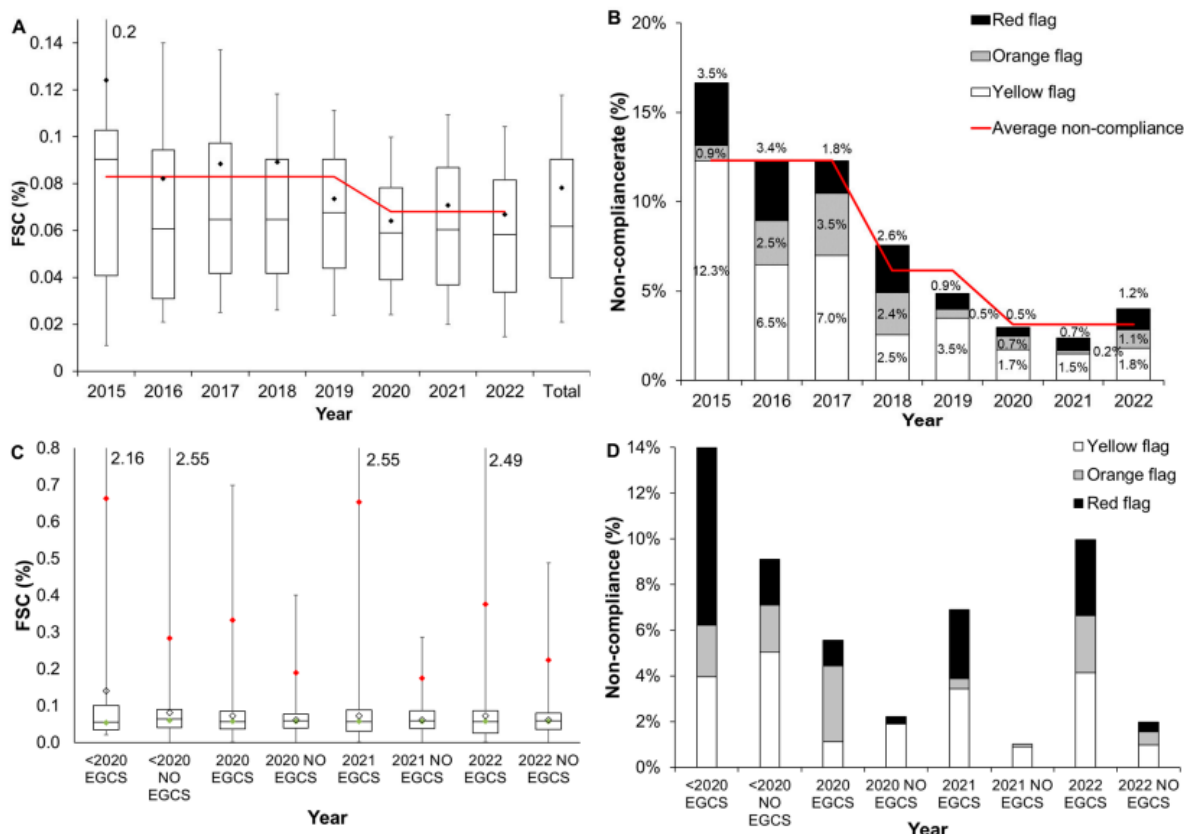 A
0.2
0.14
0.12
0.1
0.08
0.06
0.04
0.02
0
FSC (%)
2015 2016 2017 2018 2019 2020 2021 2022 Total
Year
B
20%
15%
10%
5%
0%
Non-compliancerate (%)
Red flag
Orange flag
Yellow flag
Average non-compliance
3.5%
0.9%
12.3%
3.4%
2.5%
6.5%
1.8%
3.5%
7.0%
2.6%
2.4%
2.5%
0.9%
0.5%
3.5%
0.5%
0.7%
1.7%
0.7%
0.2%
1.5%
1.2%
1.1%
1.8%
2015 2016 2017 2018 2019 2020 2021 2022
Year
C
0.8
0.7
0.6
0.5
0.4
0.3
0.2
0.1
0.0
FSC (%)
2.16
2.55
2.55
2.49
<2020 EGCS
<2020 NO EGCS
2020 EGCS
2020 NO EGCS
2021 EGCS
2021 NO EGCS
2022 EGCS
2022 NO EGCS
Year
D
14%
12%
10%
8%
6%
4%
2%
0%
Non-compliance (%)
Yellow flag
Orange flag
Red flag
<2020 EGCS
<2020 NO EGCS
2020 EGCS
2020 NO EGCS
2021 EGCS
2021 NO EGCS
2022 EGCS
2022 NO EGCS
Year